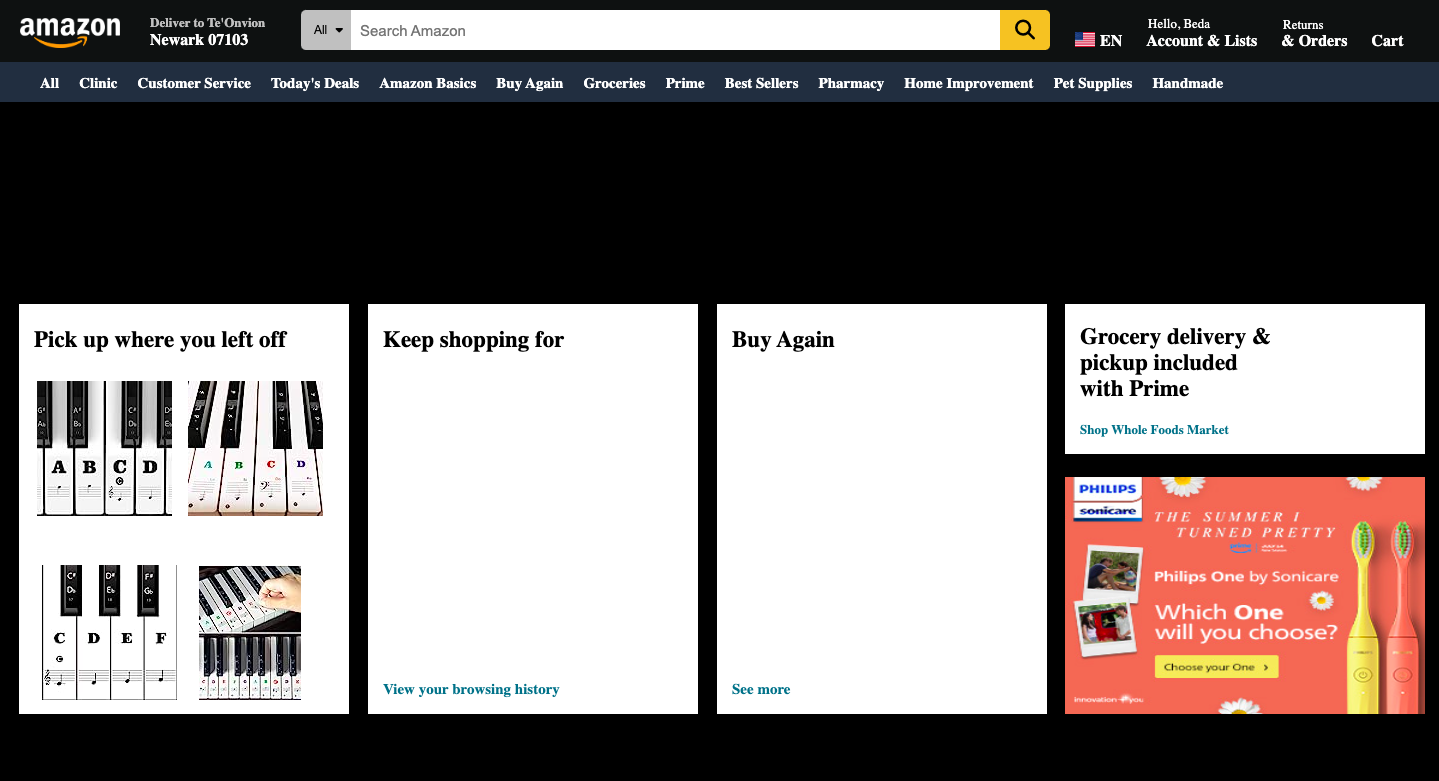 amazon
Deliver to Te'Onvion
Newark 07103
All
Search Amazon
EN
Hello, Beda
Account & Lists
Returns
& Orders
Cart
All Clinic Customer Service Today's Deals Amazon Basics Buy Again Groceries Prime Best Sellers Pharmacy Home Improvement Pet Supplies Handmade
Pick up where you left off
A B C D
A B C D
C# D# F#
D♭ E♭ G♭
C D E F
Keep shopping for
View your browsing history
Buy Again
See more
Grocery delivery &
pickup included
with Prime
Shop Whole Foods Market
PHILIPS
sonicare
THE SUMMER I
TURNED PRETTY
Philips One by Sonicare
Which One
will you choose?
Choose your One >
innovation you